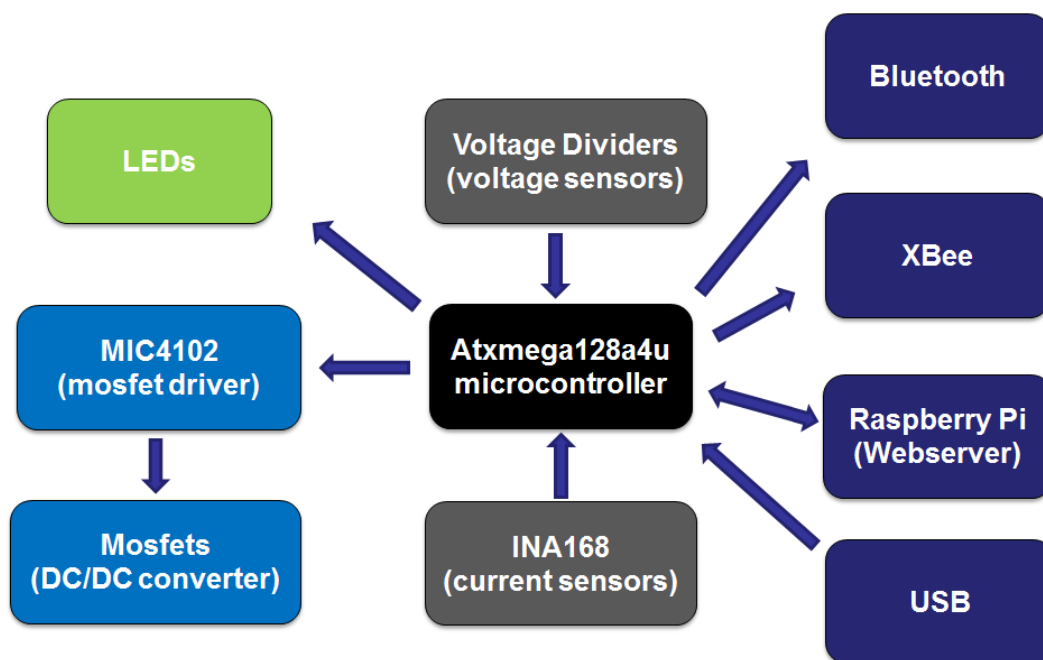 Bluetooth
LEDs
Voltage Dividers
(voltage sensors)
XBee
MIC4102
(mosfet driver)
Atxmega128a4u
microcontroller
Raspberry Pi
(Webserver)
Mosfets
(DC/DC converter)
INA168
(current sensors)
USB